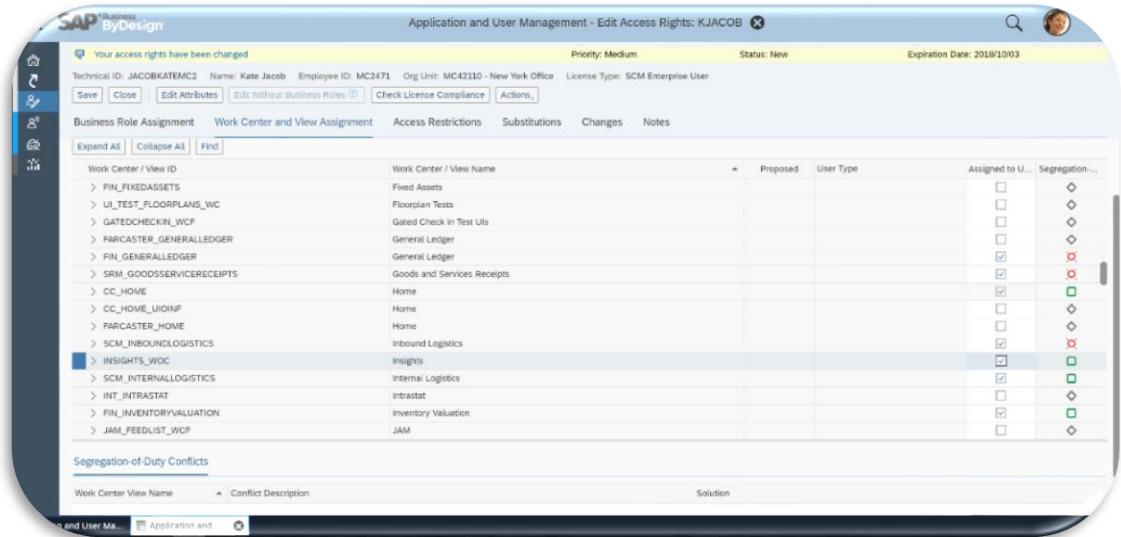 SAP Business ByDesign
Application and User Management - Edit Access Rights: KJACOB
Your access rights have been changed Priority: Medium Status: New Expiration Date: 2018/10/03
Technical ID: JACOBKATEMC2 Name: Kate Jacob Employee ID: MC2471 Org Unit: MC42110 - New York Office License Type: SCM Enterprise User
Save Close Edit Attributes Edit Without Business Roles Check License Compliance Actions
Business Role Assignment Work Center and View Assignment Access Restrictions Substitutions Changes Notes
Expand All Collapse All Find
Work Center / View ID Work Center / View Name Proposed User Type Assigned to U... Segregation-...
FIN_FIXEDASSETS Fixed Assets
UI_TEST_FLOORPLANS_WC Floorplan Tests
GATEDCHECKIN_WCF Gated Check in Test UIs
FARCASTER_GENERALLEDGER General Ledger
FIN_GENERALLEDGER General Ledger
SRM_GOODSSERVICERECEIPTS Goods and Services Receipts
CC_HOME Home
CC_HOME_UIOINF Home
FARCASTER_HOME Home
SCM_INBOUNDLOGISTICS Inbound Logistics
INSIGHTS_WOC Insights
SCM_INTERNALLOGISTICS Internal Logistics
INT_INTRASTAT Intrastat
FIN_INVENTORYVALUATION Inventory Valuation
JAM_FEEDLIST_WCF JAM
Segregation-of-Duty Conflicts
Work Center View Name Conflict Description Solution
and User Ma... Application and